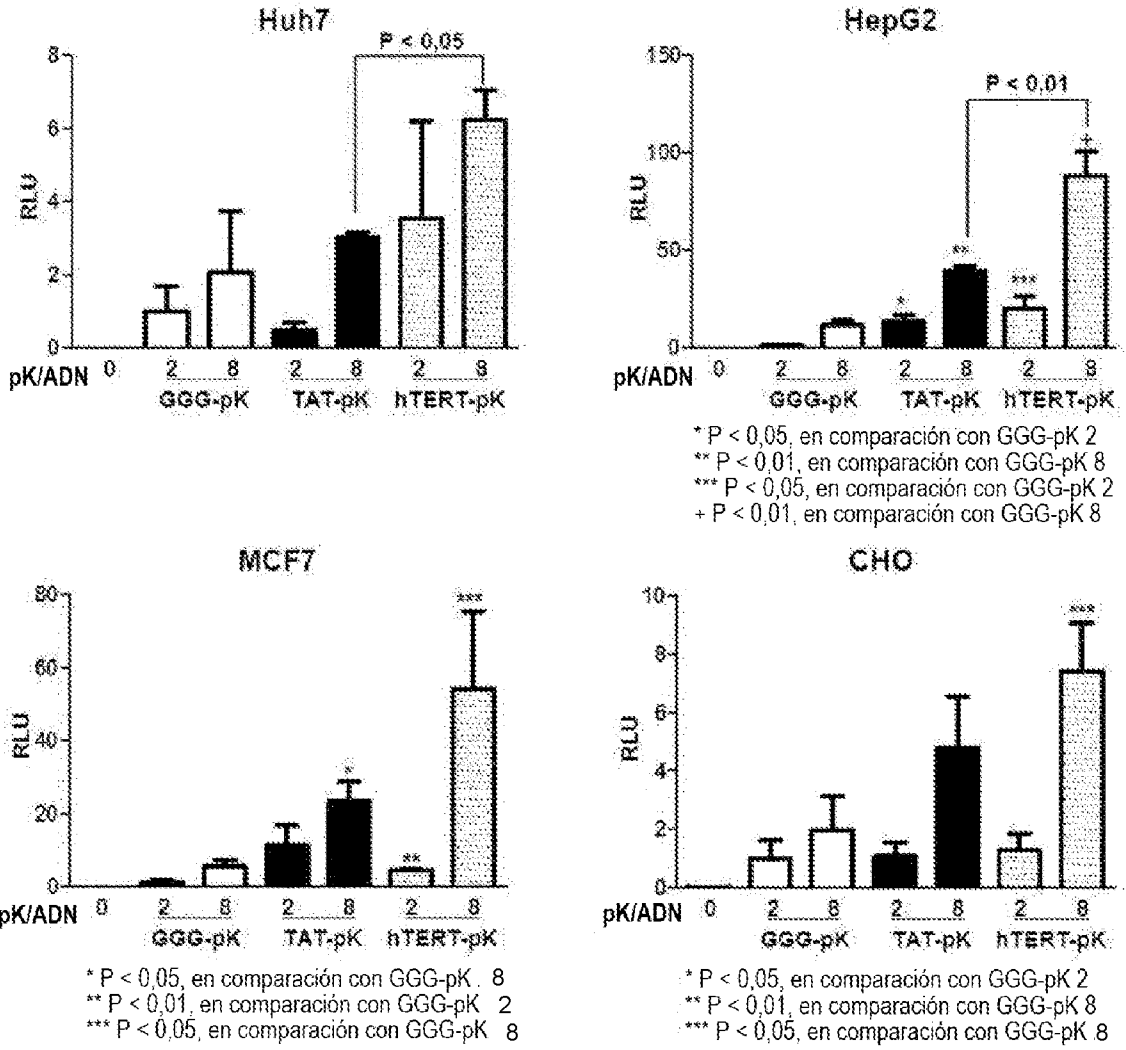 Huh7
P < 0,05
8
6
4
2
0
RLU
pK/ADN 0 2 8 2 8 2 8
GGG-pK TAT-pK hTERT-pK
HepG2
P < 0,01
150
100
50
0
RLU
+
**
*
***
pK/ADN 0 2 8 2 8 2 8
GGG-pK TAT-pK hTERT-pK
* P < 0,05, en comparación con GGG-pK 2
** P < 0,01, en comparación con GGG-pK 8
*** P < 0,05, en comparación con GGG-pK 2
+ P < 0,01, en comparación con GGG-pK 8
MCF7
80
60
40
20
0
RLU
***
*
**
pK/ADN 0 2 8 2 8 2 8
GGG-pK TAT-pK hTERT-pK
* P < 0,05, en comparación con GGG-pK . 8
** P < 0,01, en comparación con GGG-pK 2
*** P < 0,05, en comparación con GGG-pK 8
CHO
10
8
6
4
2
0
RLU
***
pK/ADN 0 2 8 2 8 2 8
GGG-pK TAT-pK hTERT-pK
* P < 0,05, en comparación con GGG-pK 2
** P < 0,01, en comparación con GGG-pK 8
*** P < 0,05, en comparación con GGG-pK .8